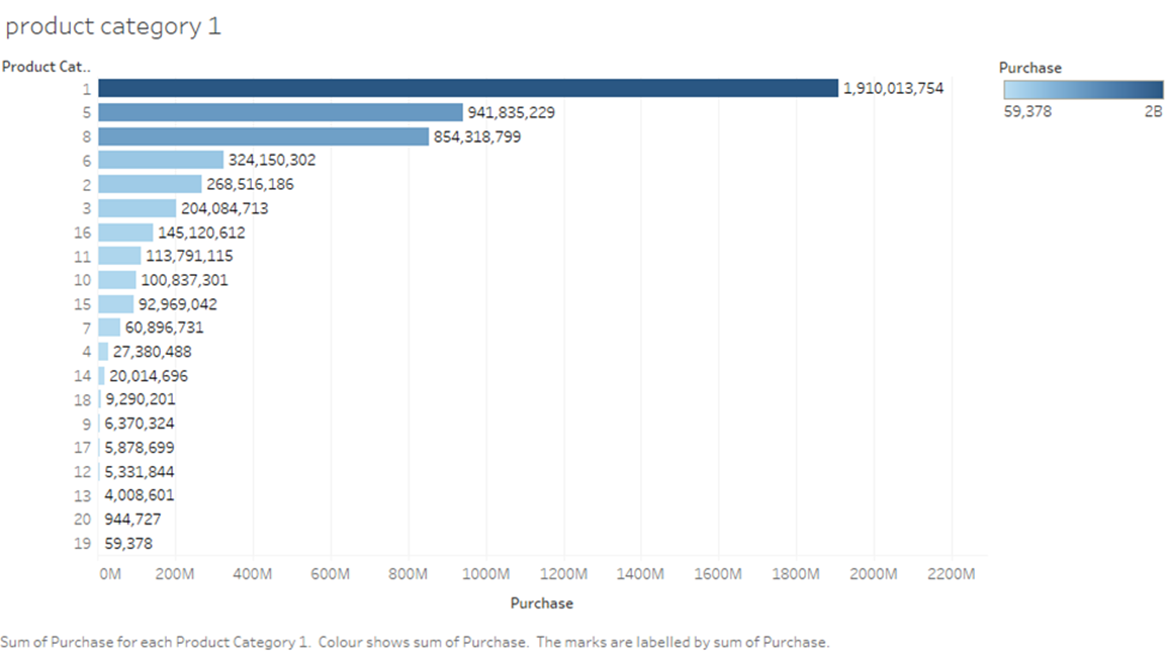 product category 1
Product Cat..
Purchase
59,378 2B
1 1,910,013,754
5 941,835,229
8 854,318,799
6 324,150,302
2 268,516,186
3 204,084,713
16 145,120,612
11 113,791,115
10 100,837,301
15 92,969,042
7 60,896,731
4 27,380,488
14 20,014,696
18 9,290,201
9 6,370,324
17 5,878,699
12 5,331,844
13 4,008,601
20 944,727
19 59,378
0M 200M 400M 600M 800M 1000M 1200M 1400M 1600M 1800M 2000M 2200M
Purchase
Sum of Purchase for each Product Category 1.  Colour shows sum of Purchase.  The marks are labelled by sum of Purchase.